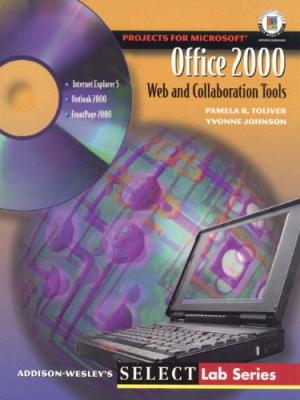 PROJECTS FOR MICROSOFT®
Office 2000
Web and Collaboration Tools
PAMELA R. TOLIVER
YVONNE JOHNSON
• Internet Explorer 5
• Outlook 2000
• FrontPage 2000
ADDISON-WESLEY'S SELECT Lab Series